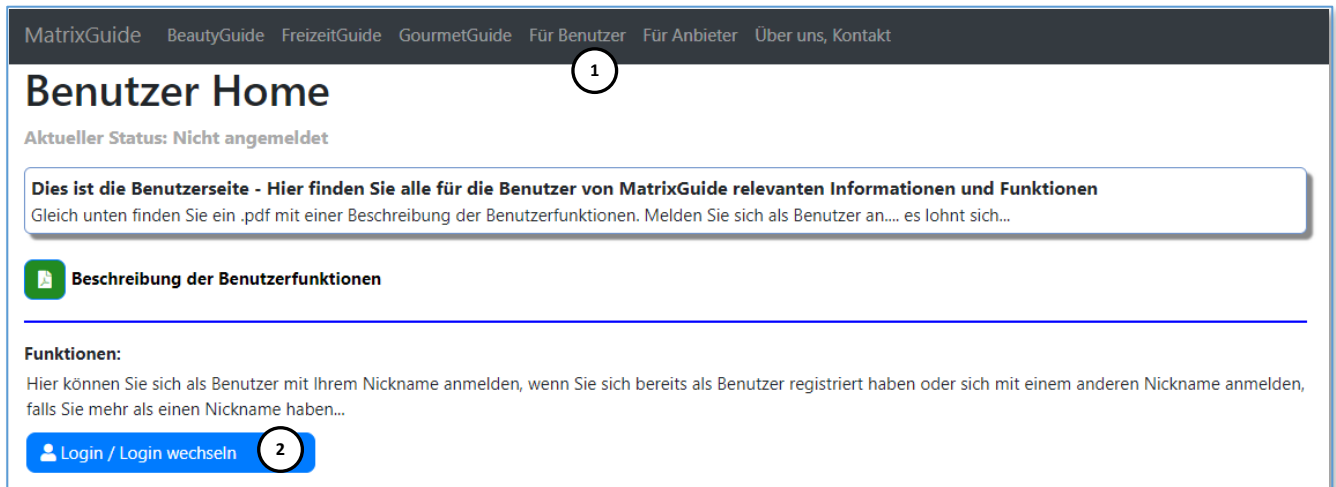 MatrixGuide BeautyGuide FreizeitGuide GourmetGuide Für Benutzer Für Anbieter Über uns, Kontakt
1
Benutzer Home
Aktueller Status: Nicht angemeldet
Dies ist die Benutzerseite - Hier finden Sie alle für die Benutzer von MatrixGuide relevanten Informationen und Funktionen
Gleich unten finden Sie ein .pdf mit einer Beschreibung der Benutzerfunktionen. Melden Sie sich als Benutzer an.... es lohnt sich...
Beschreibung der Benutzerfunktionen
Funktionen:
Hier können Sie sich als Benutzer mit Ihrem Nickname anmelden, wenn Sie sich bereits als Benutzer registriert haben oder sich mit einem anderen Nickname anmelden,
falls Sie mehr als einen Nickname haben...
Login / Login wechseln 2